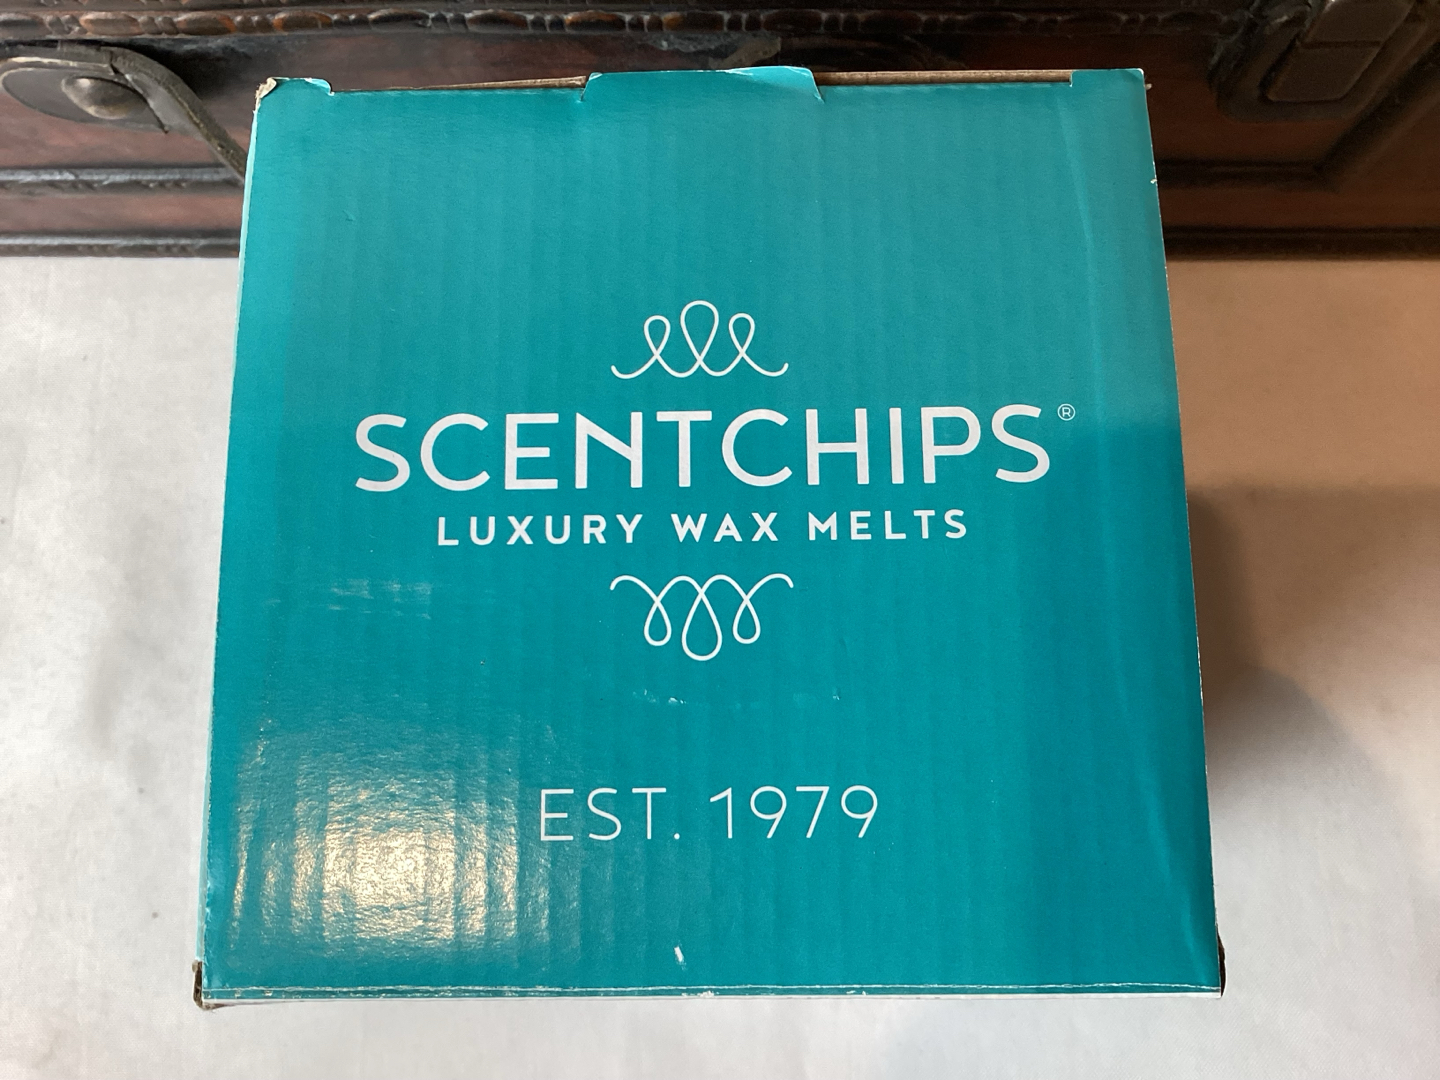 SCENTCHIPS®
LUXURY WAX MELTS
EST. 1979